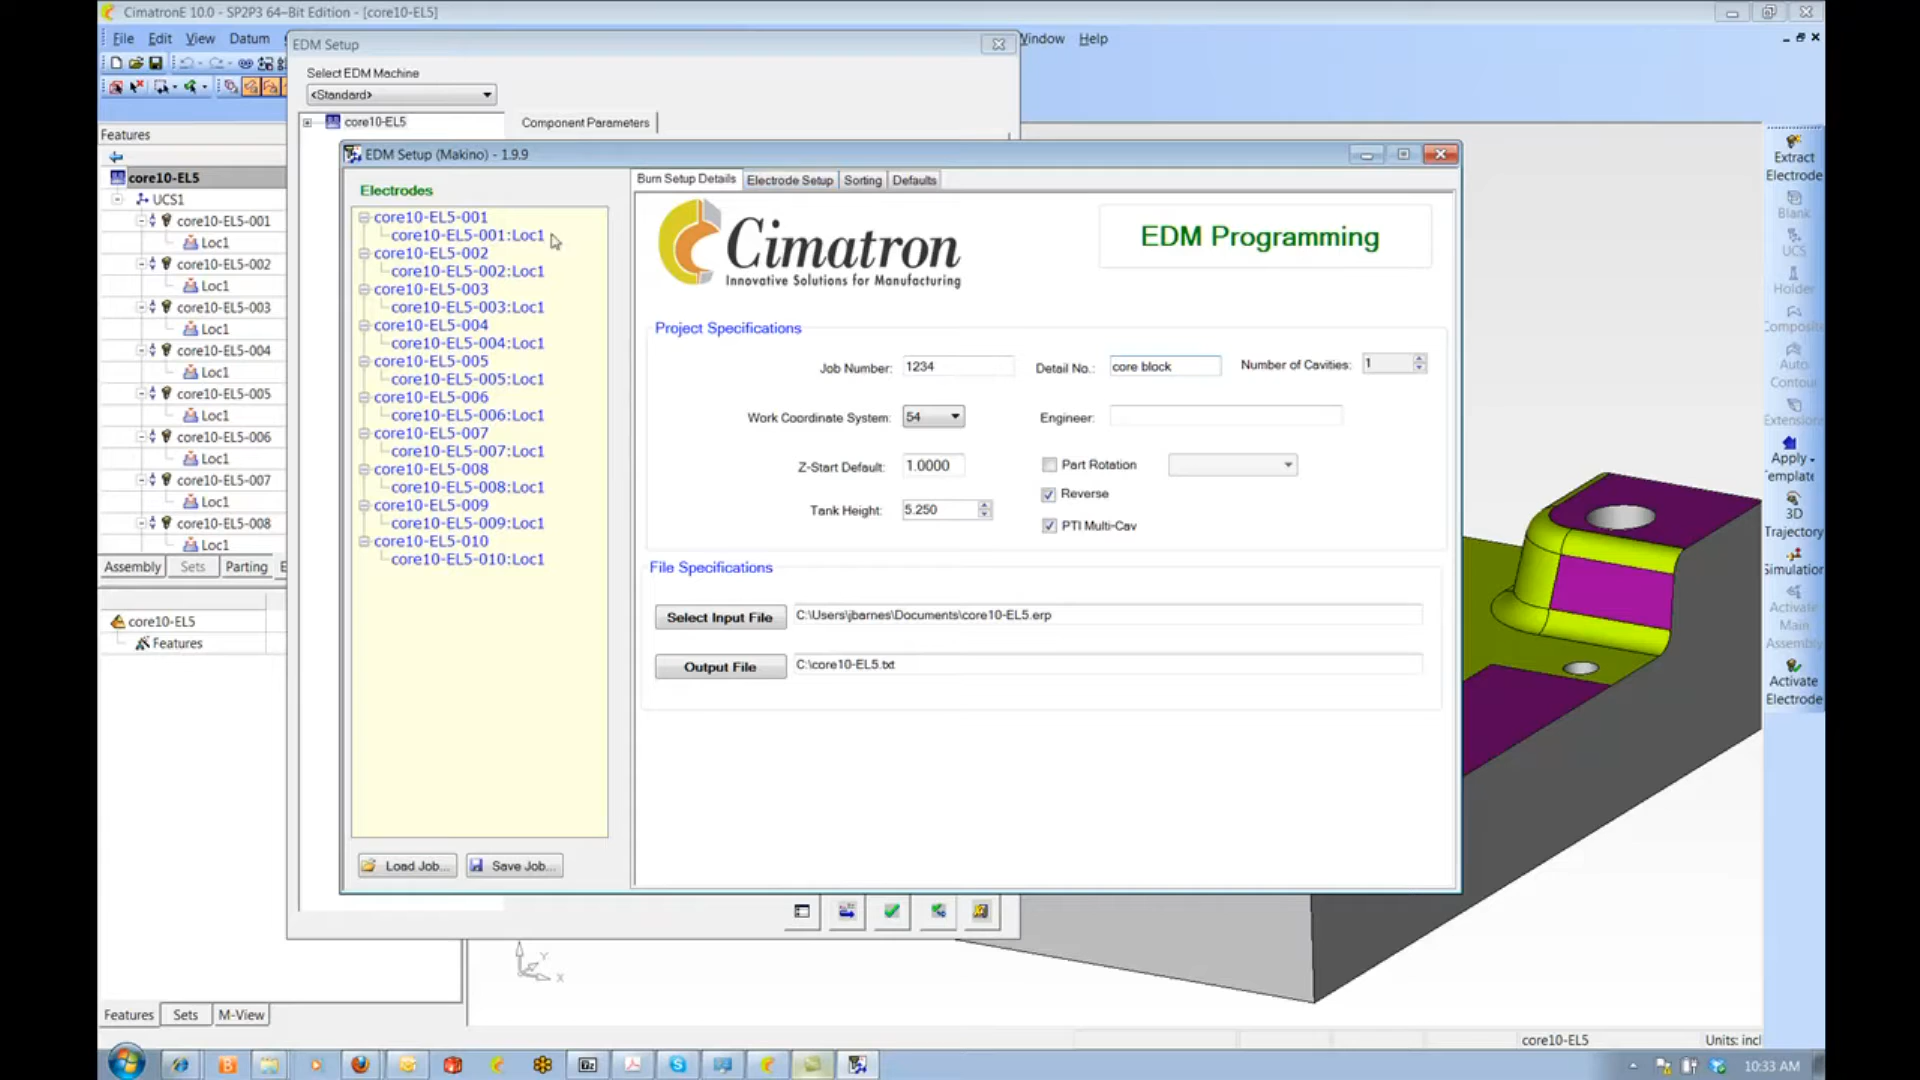 CimatronE 10.0 - SP2P3 64-Bit Edition - [core10-EL5]
File Edit View Datum
Window Help
EDM Setup
Select EDM Machine
<Standard>
core10-EL5
Component Parameters
Features
core10-EL5
UCS1
core10-EL5-001
Loc1
core10-EL5-002
Loc1
core10-EL5-003
Loc1
core10-EL5-004
Loc1
core10-EL5-005
Loc1
core10-EL5-006
Loc1
core10-EL5-007
Loc1
core10-EL5-008
Loc1
Assembly Sets Parting
core10-EL5
Features
Features Sets M-View
EDM Setup (Makino) - 1.9.9
Electrodes
core10-EL5-001
core10-EL5-001:Loc1
core10-EL5-002
core10-EL5-002:Loc1
core10-EL5-003
core10-EL5-003:Loc1
core10-EL5-004
core10-EL5-004:Loc1
core10-EL5-005
core10-EL5-005:Loc1
core10-EL5-006
core10-EL5-006:Loc1
core10-EL5-007
core10-EL5-007:Loc1
core10-EL5-008
core10-EL5-008:Loc1
core10-EL5-009
core10-EL5-009:Loc1
core10-EL5-010
core10-EL5-010:Loc1
Load Job... Save Job...
Burn Setup Details Electrode Setup Sorting Defaults
Cimatron
Innovative Solutions for Manufacturing
EDM Programming
Project Specifications
Job Number: 1234 Detail No.: core block Number of Cavities: 1
Work Coordinate System: 54 Engineer:
Z-Start Default: 1.0000 Part Rotation
Reverse
Tank Height: 5.250 PTI Multi-Cav
File Specifications
Select Input File C:\Users\jbarnes\Documents\core10-EL5.erp
Output File C:\core10-EL5.txt
Extract
Electrode
Blank
UCS
Holder
Composite
Auto
Contour
Extension
Apply
Template
3D
Trajectory
Simulation
Activate
Main
Assembly
Activate
Electrode
Y
X
core10-EL5 Units: incl
10:33 AM